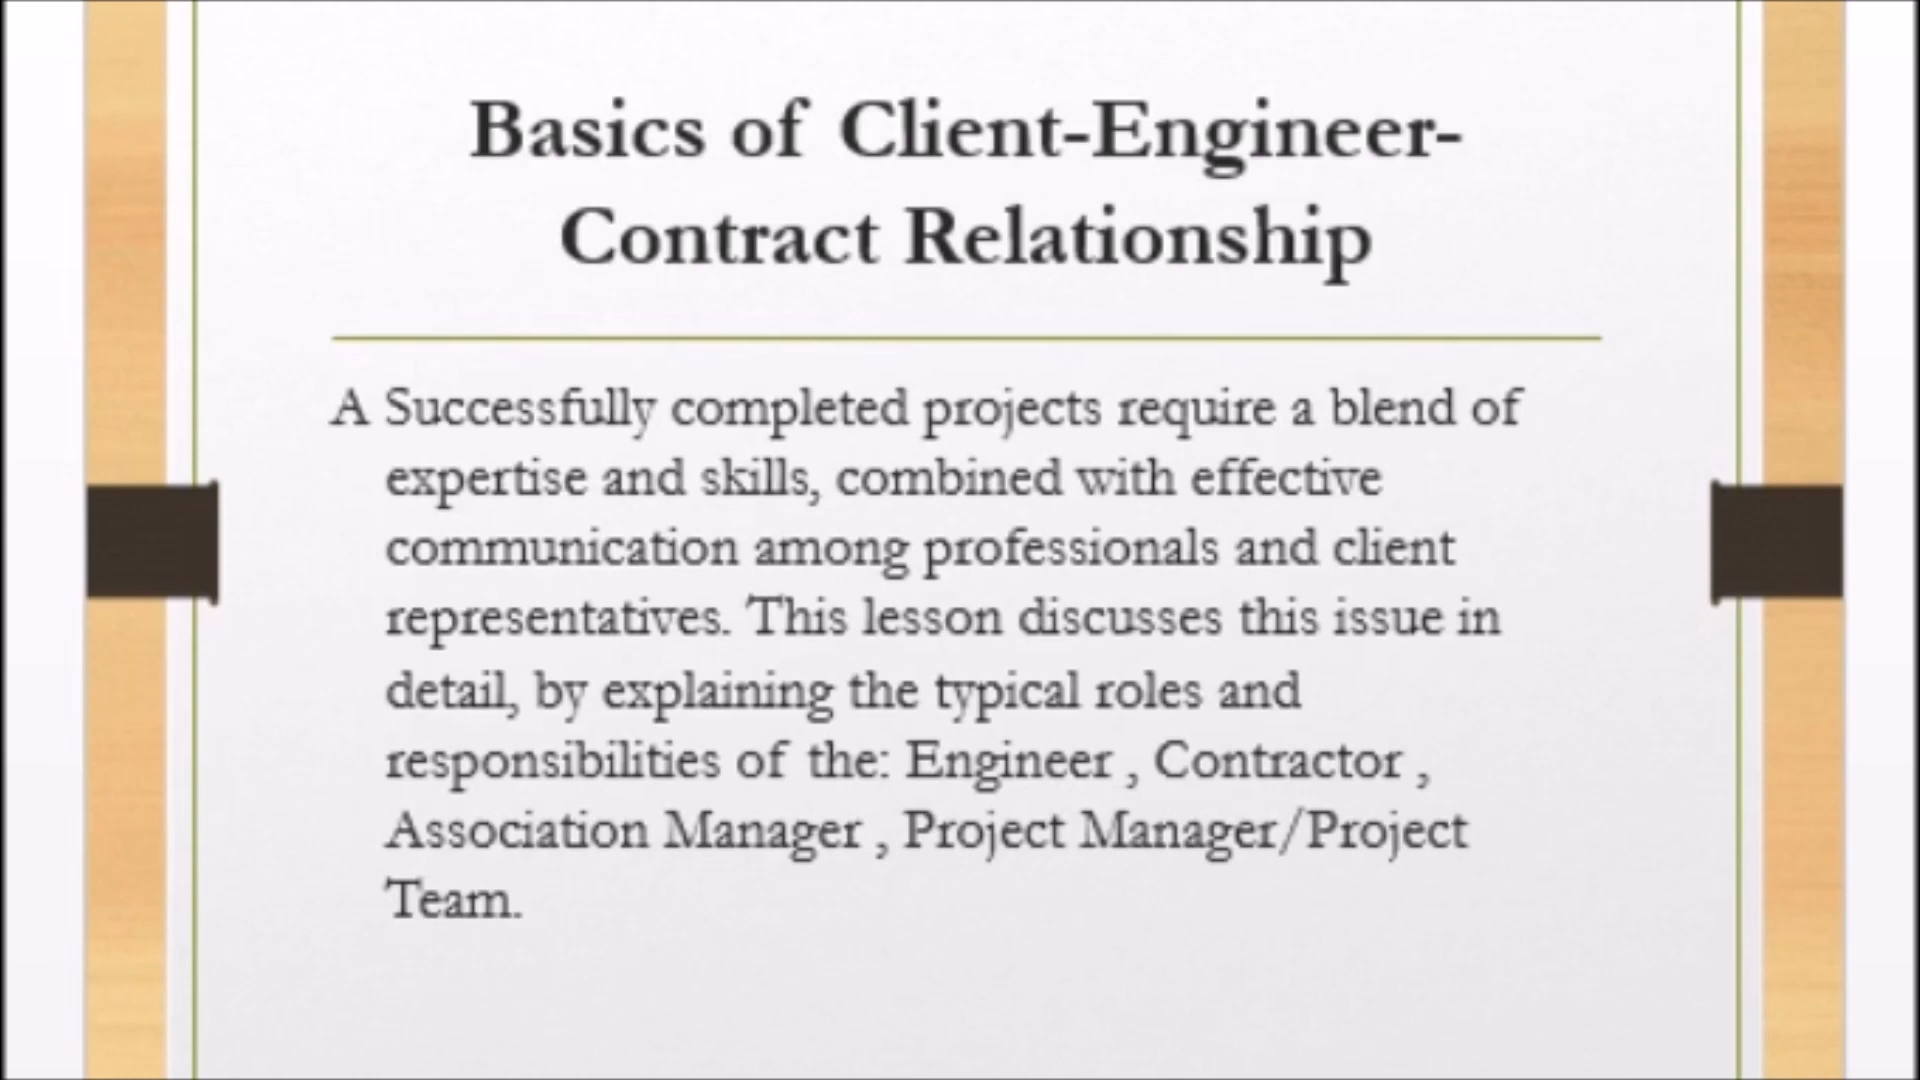 Basics of Client-Engineer-
Contract Relationship
A Successfully completed projects require a blend of
expertise and skills, combined with effective
communication among professionals and client
representatives. This lesson discusses this issue in
detail, by explaining the typical roles and
responsibilities of the: Engineer , Contractor ,
Association Manager , Project Manager/Project
Team.